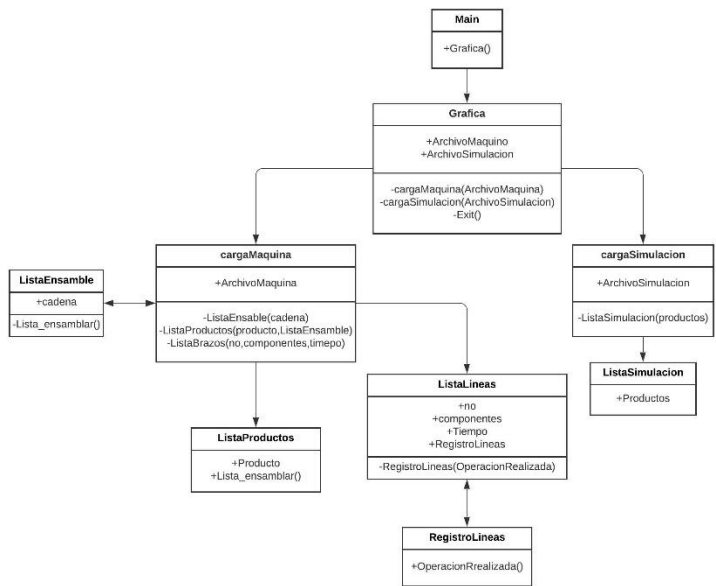 Main
+Grafica()
Grafica
+ArchivoMaquino
+ArchivoSimulacion
-cargaMaquina(ArchivoMaquina)
-cargaSimulacion(ArchivoSimulacion)
-Exit()
cargaMaquina
+ArchivoMaquina
-ListaEnsable(cadena)
-ListaProductos(producto,ListaEnsamble)
-ListaBrazos(no,componentes,timepo)
cargaSimulacion
+ArchivoSimulacion
-ListaSimulacion(productos)
ListaEnsamble
+cadena
-Lista_ensamblar()
ListaSimulacion
+Productos
ListaLineas
+no
+componentes
+Tiempo
+RegistroLineas
-RegistroLineas(OperacionRealizada)
ListaProductos
+Producto
+Lista_ensamblar()
RegistroLineas
+OperacionRrealizada()